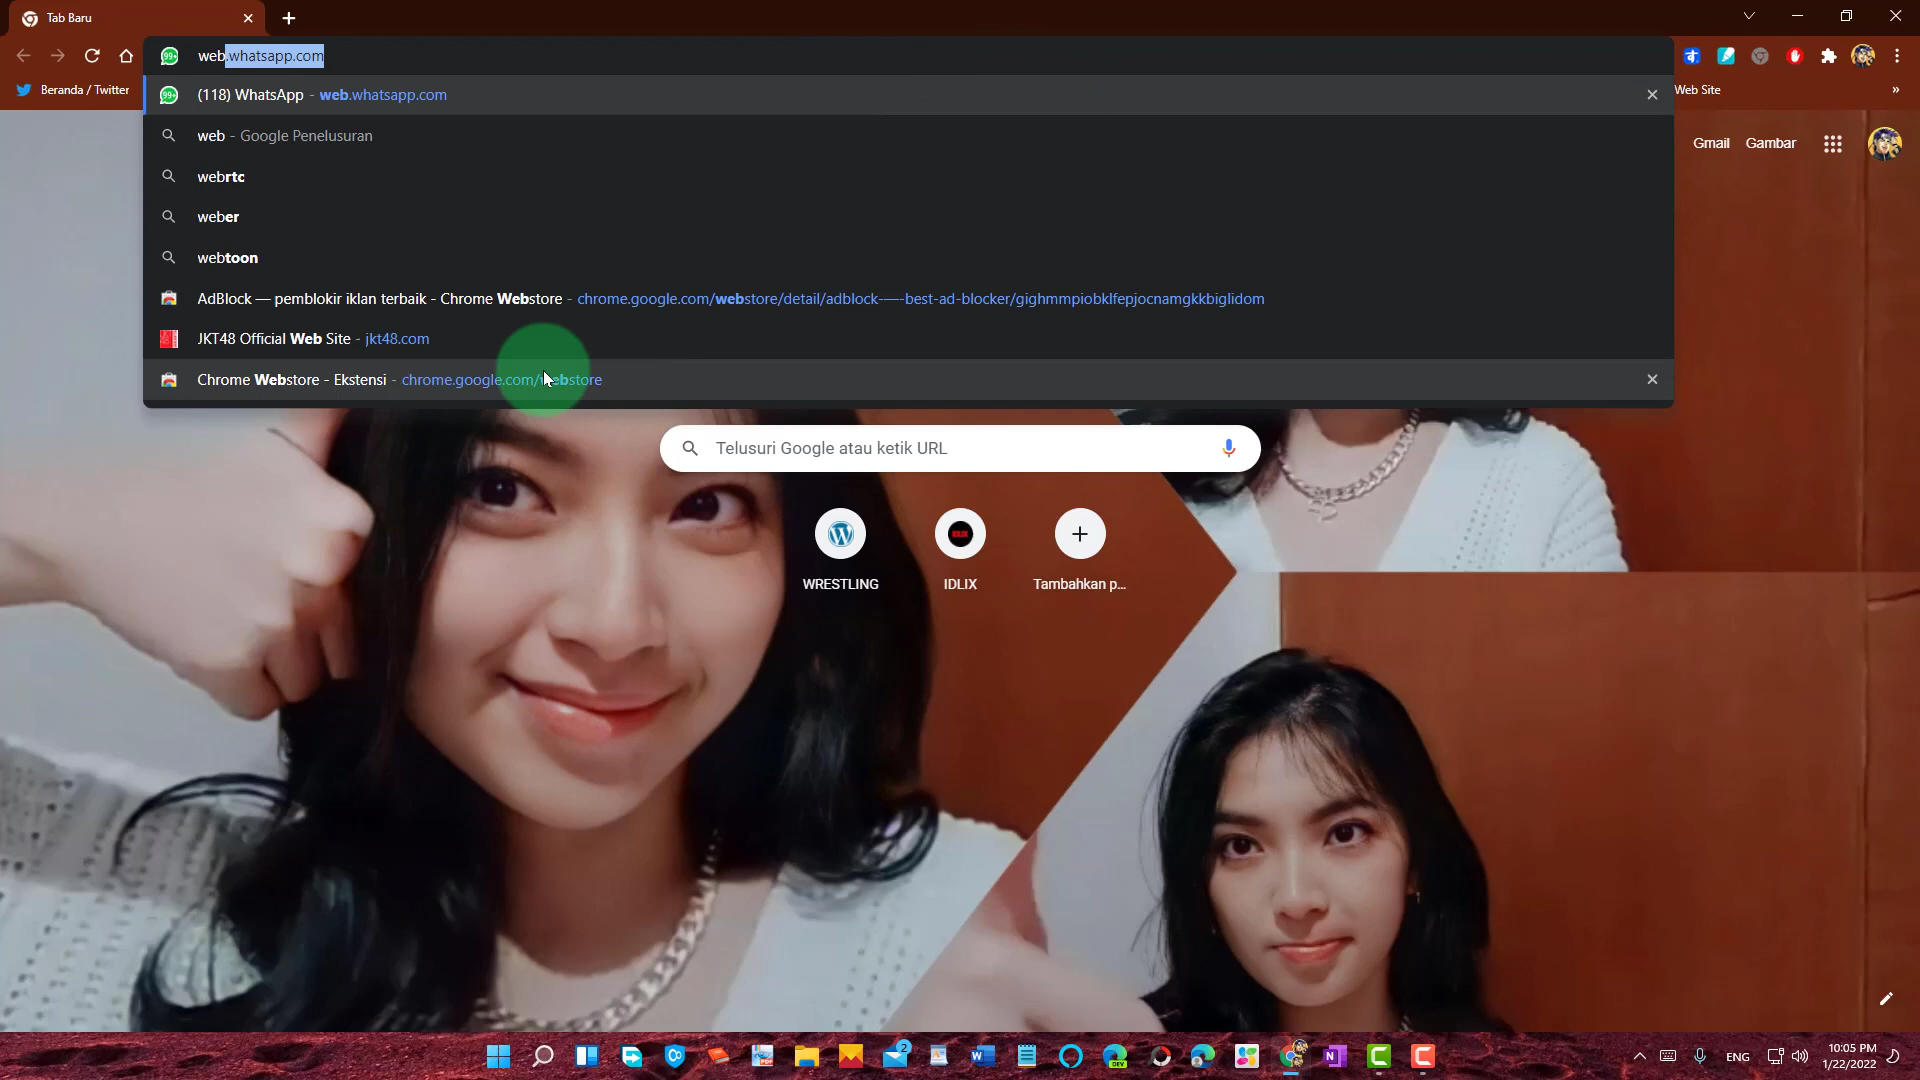 Tab Baru
web.whatsapp.com
Beranda / Twitter
Web Site
»
(118) WhatsApp - web.whatsapp.com
web - Google Penelusuran
webrtc
weber
webtoon
AdBlock — pemblokir iklan terbaik - Chrome Webstore - chrome.google.com/webstore/detail/adblock-—-best-ad-blocker/gighmmpiobklfepjocnamgkkbiglidom
JKT48 Official Web Site - jkt48.com
Chrome Webstore - Ekstensi - chrome.google.com/webstore
Gmail Gambar
Telusuri Google atau ketik URL
WRESTLING
IDLIX
Tambahkan p...
2
DEV
ENG
10:05 PM
1/22/2022